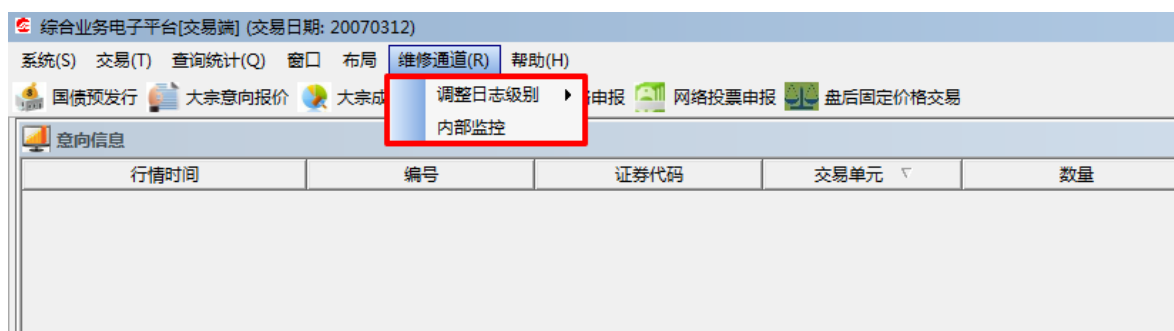 综合业务电子平台[交易端] (交易日期: 20070312)
系统(S) 交易(T) 查询统计(Q) 窗口 布局 维修通道(R) 帮助(H)
国债预发行 大宗意向报价 大宗成 申报 网络投票申报 盘后固定价格交易
调整日志级别
内部监控
意向信息
行情时间 编号 证券代码 交易单元 数量